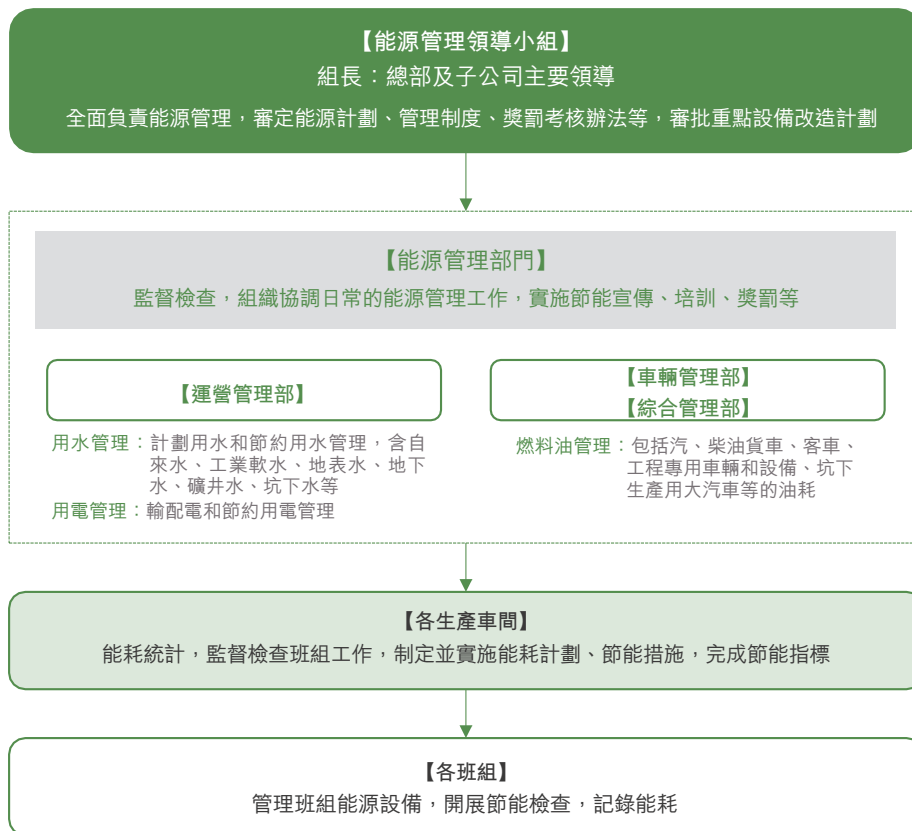 【能源管理領導小組】
組長：總部及子公司主要領導
全面負責能源管理，審定能源計劃、管理制度、獎罰考核辦法等，審批重點設備改造計劃
【能源管理部門】
監督檢查，組織協調日常的能源管理工作，實施節能宣傳、培訓、獎罰等
【運營管理部】
用水管理：計劃用水和節約用水管理，含自
來水、工業軟水、地表水、地下
水、礦井水、坑下水等
用電管理：輸配電和節約用電管理
【車輛管理部】
【綜合管理部】
燃料油管理：包括汽、柴油貨車、客車、
工程專用車輛和設備、坑下
生產用大汽車等的油耗
【各生產車間】
能耗統計，監督檢查班組工作，制定並實施能耗計劃、節能措施，完成節能指標
【各班組】
管理班組能源設備，開展節能檢查，記錄能耗